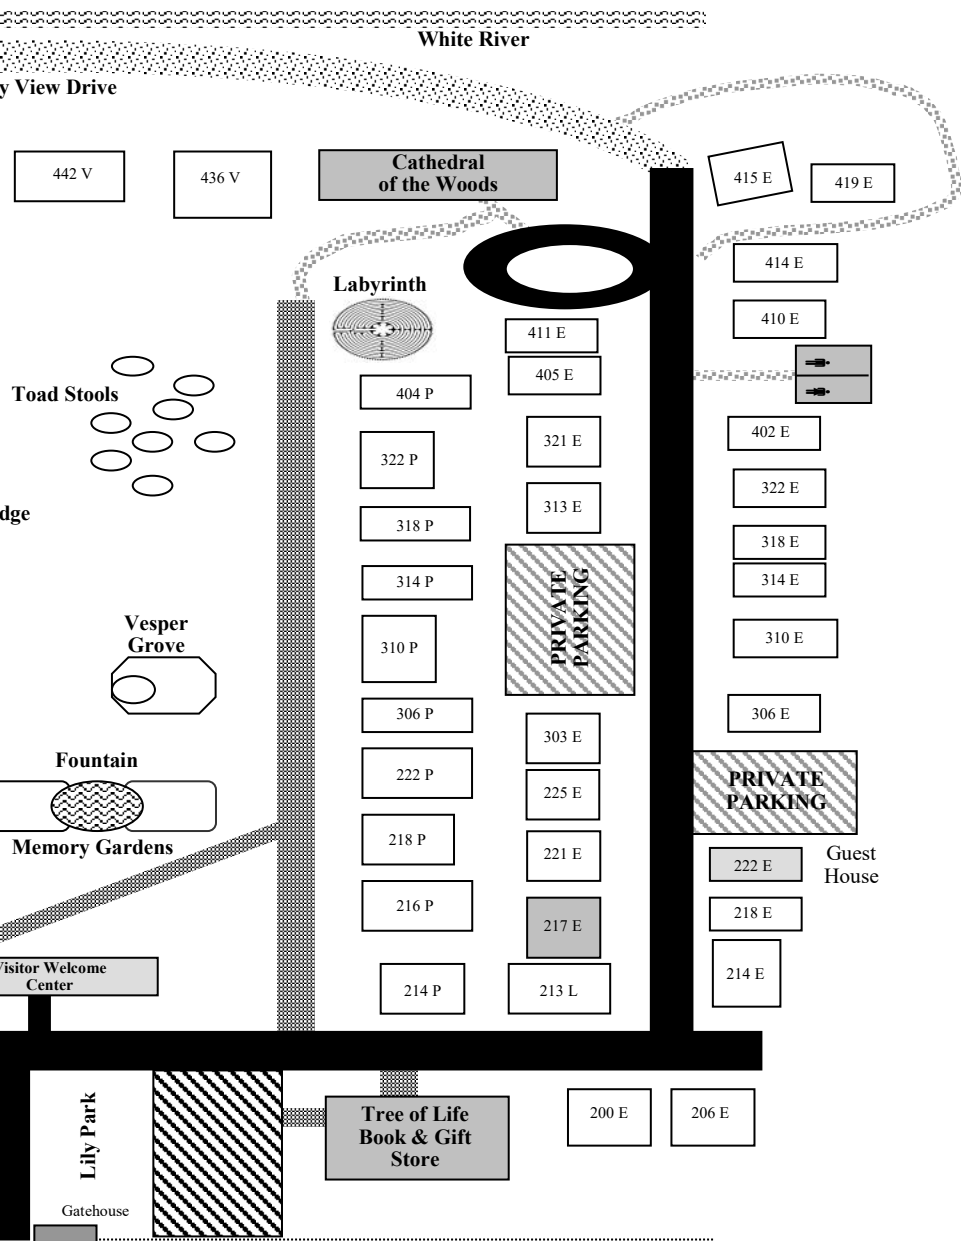 White River
y View Drive
442 V
436 V
Cathedral
of the Woods
415 E
419 E
414 E
Labyrinth
410 E
411 E
405 E
Toad Stools
404 P
402 E
321 E
322 P
322 E
313 E
dge
318 P
318 E
PRIVATE
PARKING
314 P
314 E
Vesper
Grove
310 P
310 E
306 P
306 E
303 E
Fountain
222 P
PRIVATE
PARKING
225 E
Memory Gardens
218 P
221 E
222 E
Guest
House
216 P
217 E
218 E
Visitor Welcome
Center
214 P
213 L
214 E
Lily Park
Tree of Life
Book & Gift
Store
200 E
206 E
Gatehouse